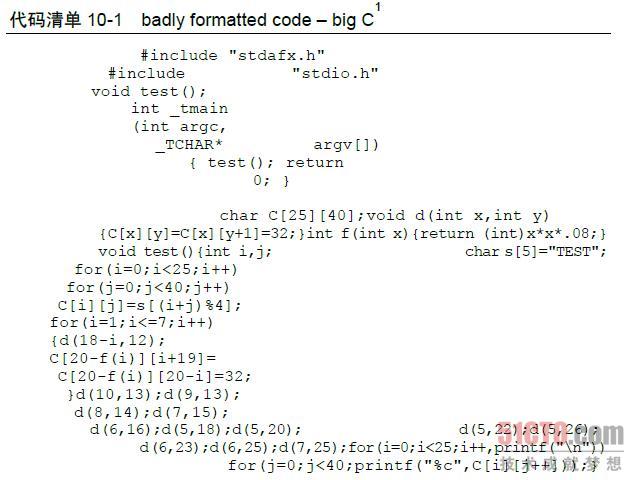 代码清单 10-1 badly formatted code – big C1
#include "stdafx.h"
#include "stdio.h"
void test();
int _tmain
(int argc,
_TCHAR* argv[])
{ test(); return
0; }
char C[25][40];void d(int x,int y)
{C[x][y]=C[x][y+1]=32;}int f(int x){return (int)x*x*.08;}
void test(){int i,j; char s[5]="TEST";
for(i=0;i<25;i++)
for(j=0;j<40;j++)
C[i][j]=s[(i+j)%4];
for(i=1;i<=7;i++)
{d(18-i,12);
C[20-f(i)][i+19]=
C[20-f(i)][20-i]=32;
}d(10,13);d(9,13);
d(8,14);d(7,15);
d(6,16);d(5,18);d(5,20); d(5,22);d(5,26);
d(6,23);d(6,25);d(7,25);for(i=0;i<25;i++,printf("\n"))
for(j=0;j<40;printf("%c",C[i][j++]));}
51CTO.com
技术成就梦想